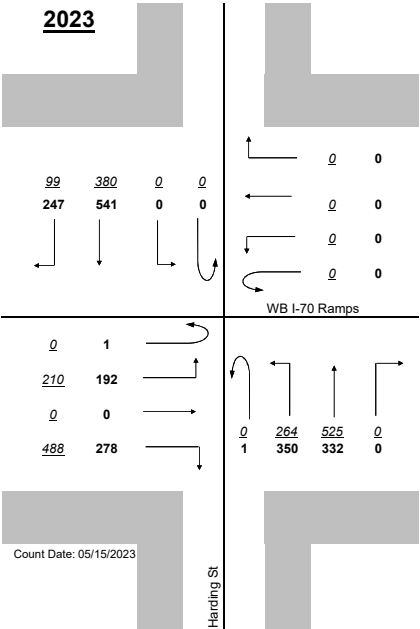 2023
99 380 0 0
247 541 0 0
0 0
0 0
0 0
0 0
WB I-70 Ramps
0 1
210 192
0 0
488 278
0 264 525 0
1 350 332 0
Count Date: 05/15/2023
Harding St